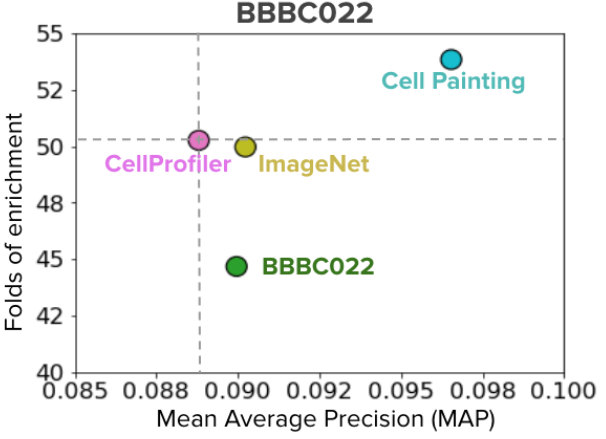 BBBC022
55
Cell Painting
52
50
CellProfiler
ImageNet
48
Folds of enrichment
45
BBBC022
42
40
0.085 0.088 0.090 0.092 0.095 0.098 0.100
Mean Average Precision (MAP)